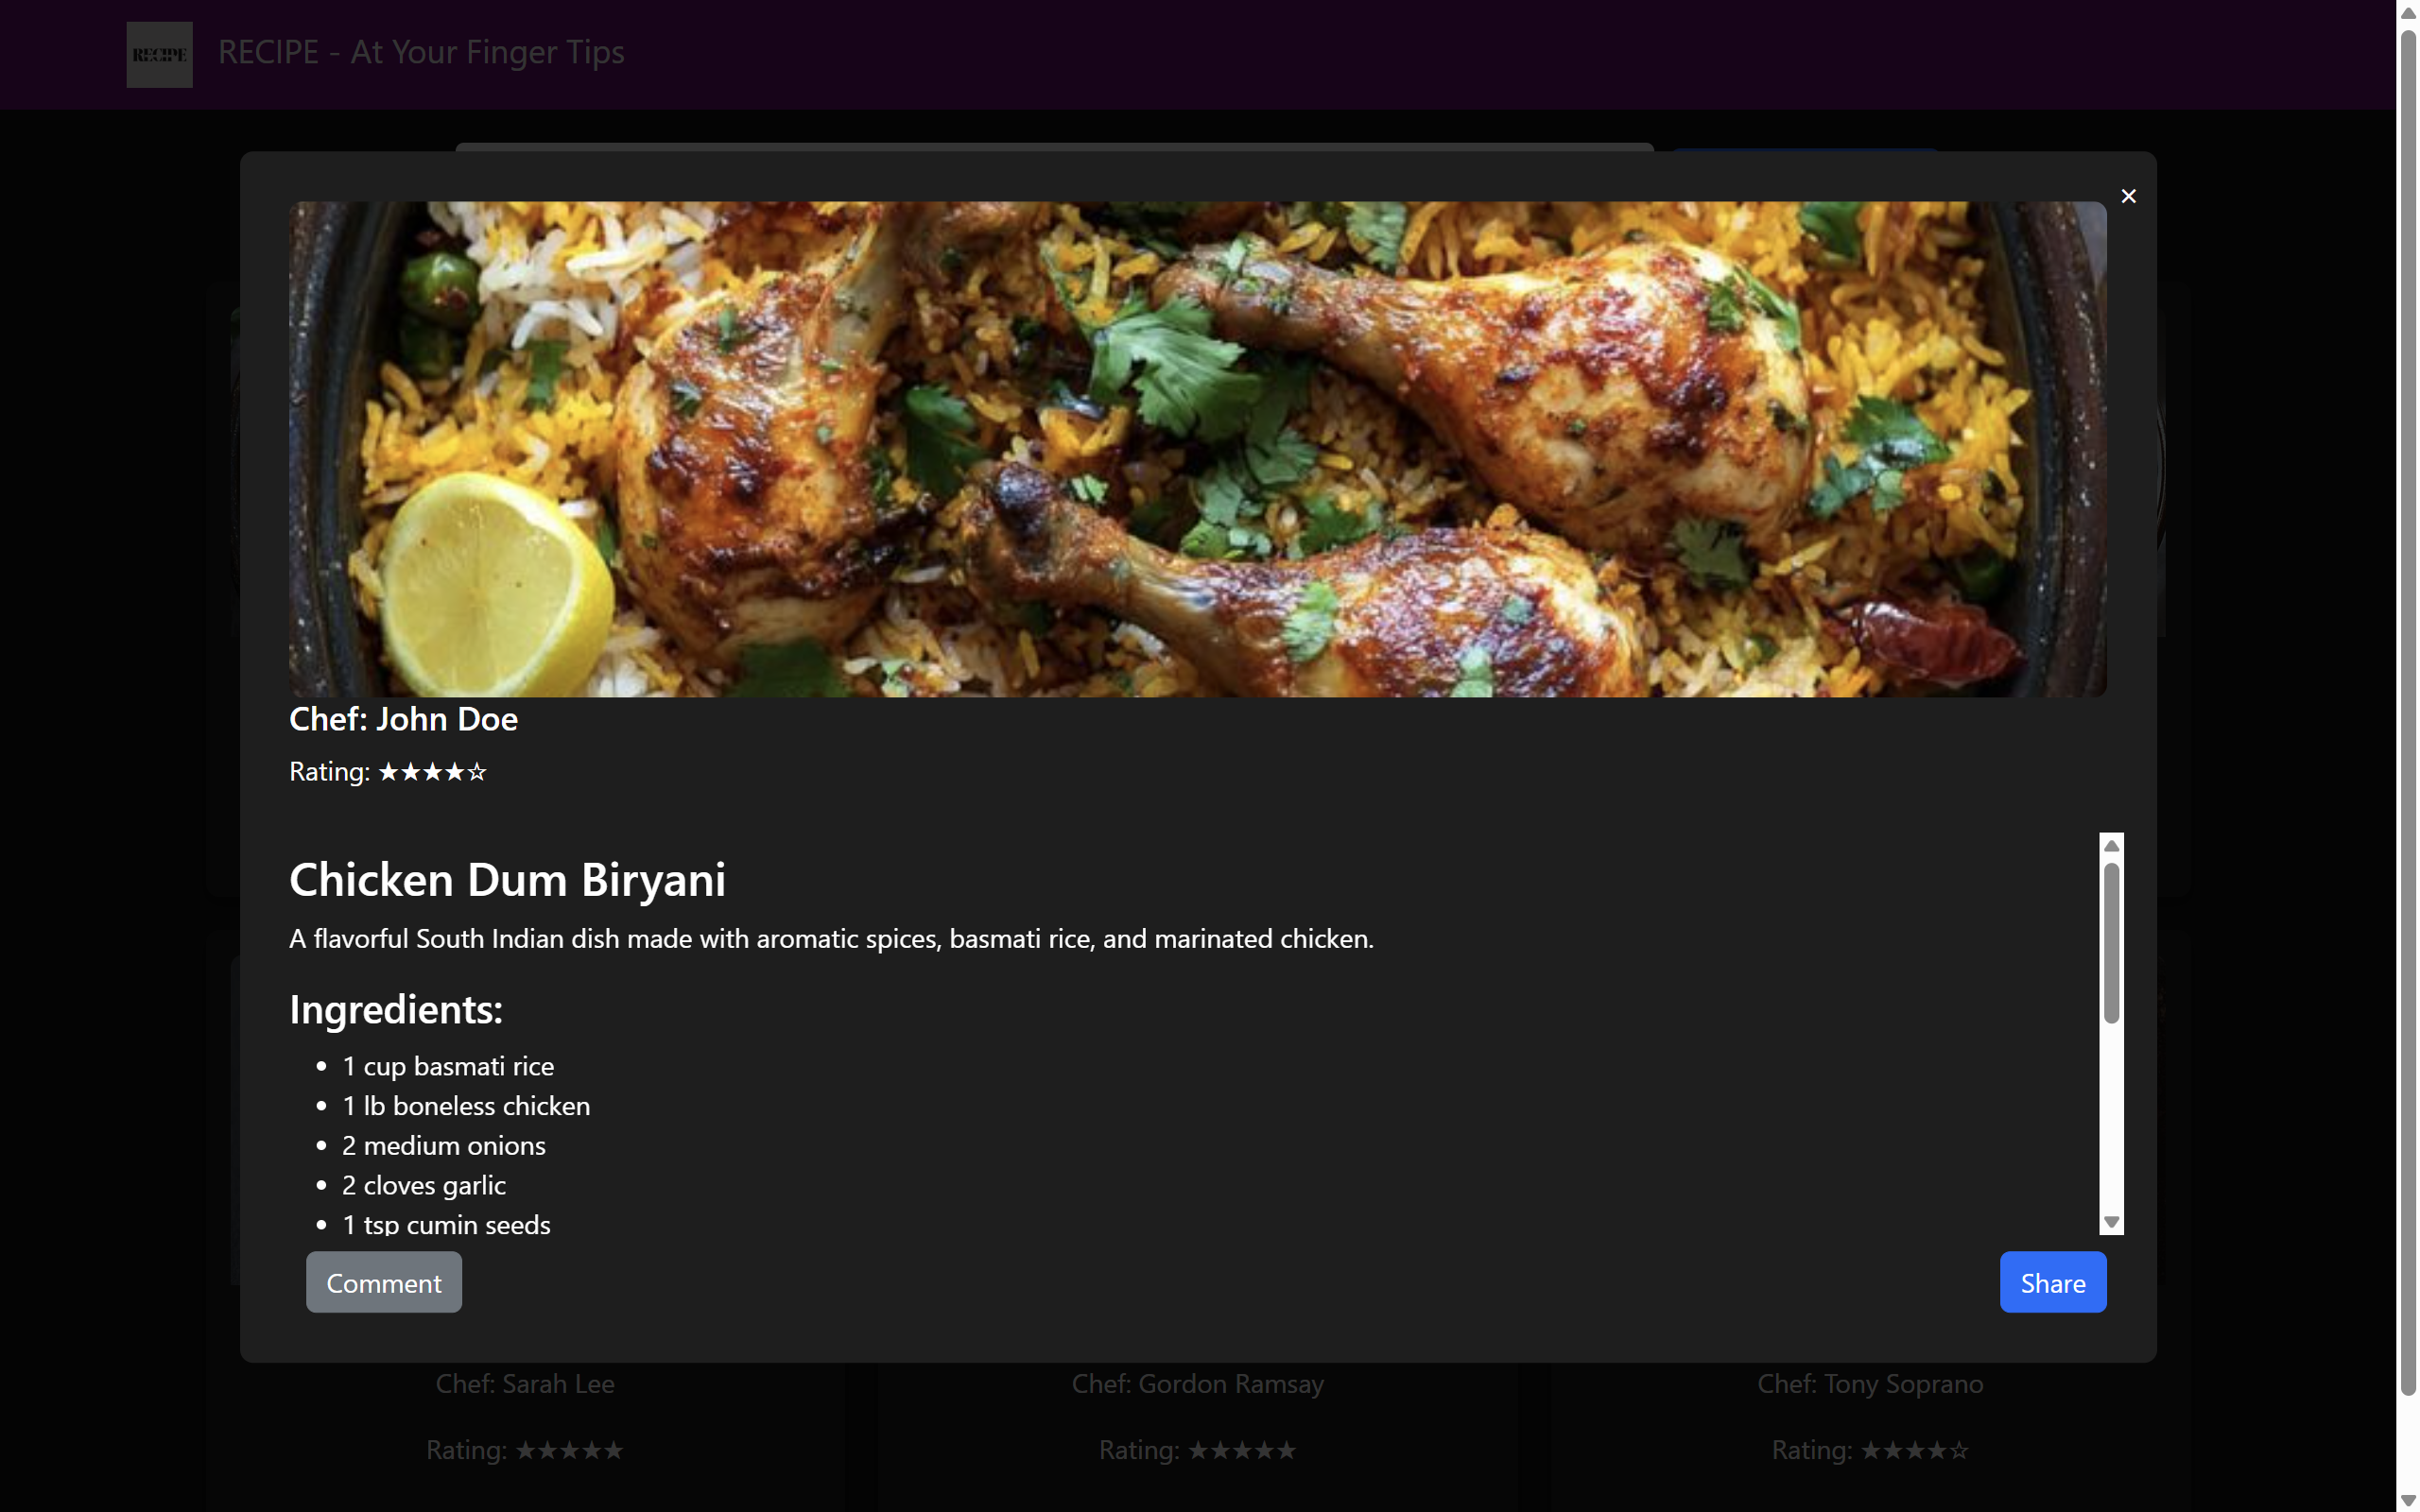 RECIPE
RECIPE - At Your Finger Tips
×
Chef: John Doe
Rating: ★★★★☆
Chicken Dum Biryani
A flavorful South Indian dish made with aromatic spices, basmati rice, and marinated chicken.
Ingredients:
• 1 cup basmati rice
• 1 lb boneless chicken
• 2 medium onions
• 2 cloves garlic
• 1 tsp cumin seeds
Comment
Share
Chef: Sarah Lee
Chef: Gordon Ramsay
Chef: Tony Soprano
Rating: ★★★★★
Rating: ★★★★★
Rating: ★★★★☆